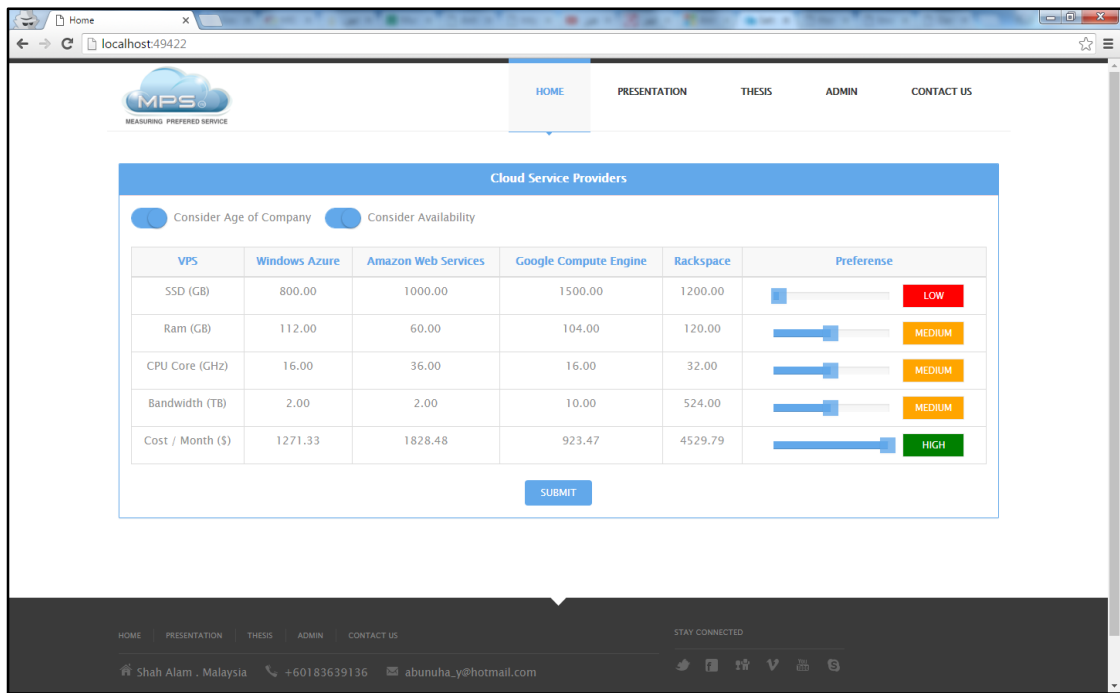 Home
localhost:49422
MPS
MEASURING PREFERED SERVICE
HOME PRESENTATION THESIS ADMIN CONTACT US
Cloud Service Providers
Consider Age of Company Consider Availability
VPS Windows Azure Amazon Web Services Google Compute Engine Rackspace Preferense
SSD (GB) 800.00 1000.00 1500.00 1200.00 LOW
Ram (GB) 112.00 60.00 104.00 120.00 MEDIUM
CPU Core (GHz) 16.00 36.00 16.00 32.00 MEDIUM
Bandwidth (TB) 2.00 2.00 10.00 524.00 MEDIUM
Cost / Month ($) 1271.33 1828.48 923.47 4529.79 HIGH
SUBMIT
STAY CONNECTED
HOME PRESENTATION THESIS ADMIN CONTACT US
Shah Alam . Malaysia +60183639136 abunuha_y@hotmail.com